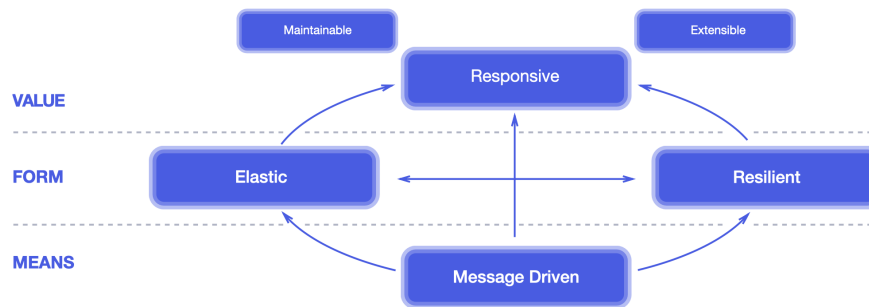 Maintainable
Extensible
Responsive
VALUE
FORM
Elastic
Resilient
MEANS
Message Driven